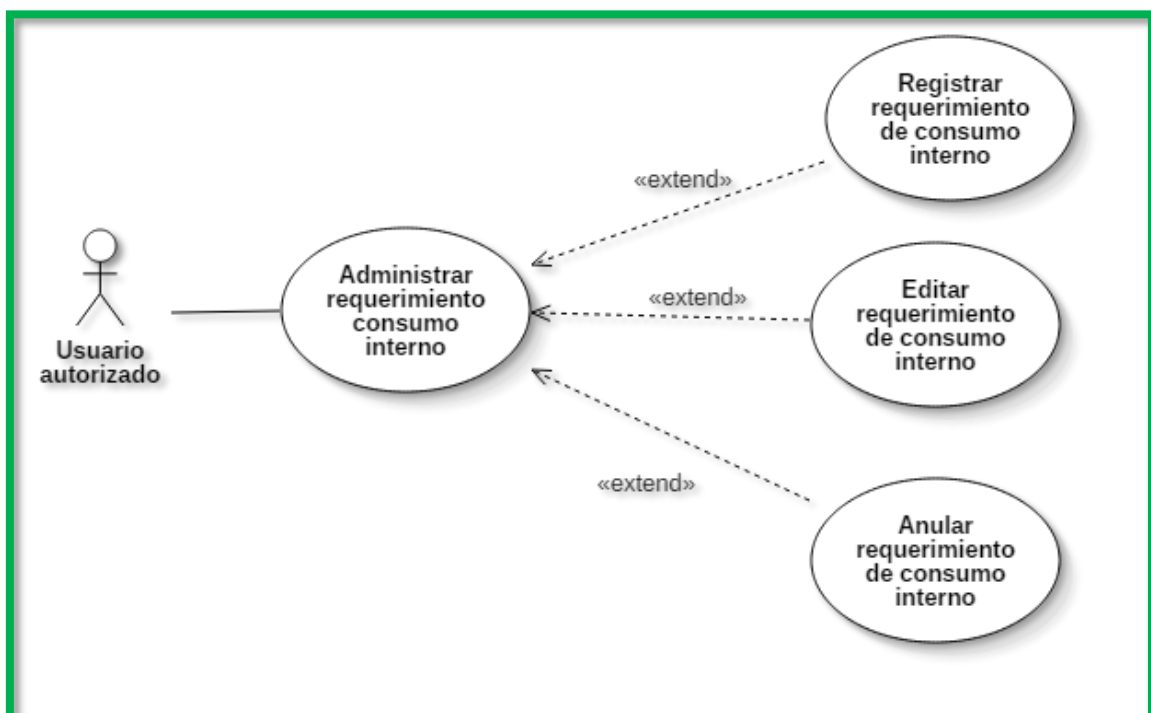 Registrar
requerimiento
de consumo
interno
«extend»
Administrar
requerimiento
consumo
interno
Usuario
autorizado
«extend»
Editar
requerimiento
de consumo
interno
«extend»
Anular
requerimiento
de consumo
interno